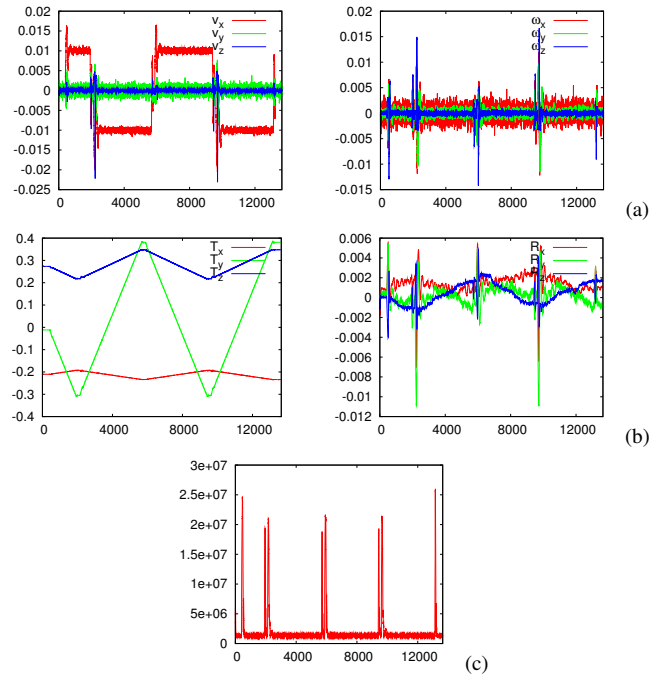 0.02
0.015
0.01
0.005
0
-0.005
-0.01
-0.015
-0.02
-0.025
0 4000 8000 12000
v_x
v_y
v_z
0.02
0.015
0.01
0.005
0
-0.005
-0.01
-0.015
0 4000 8000 12000
ω_x
ω_y
ω_z
(a)
0.4
0.3
0.2
0.1
0
-0.1
-0.2
-0.3
-0.4
0 4000 8000 12000
T_x
T_y
T_z
0.006
0.004
0.002
0
-0.002
-0.004
-0.006
-0.008
-0.01
-0.012
0 4000 8000 12000
R_x
R_y
(b)
3e+07
2.5e+07
2e+07
1.5e+07
1e+07
5e+06
0
0 4000 8000 12000
(c)